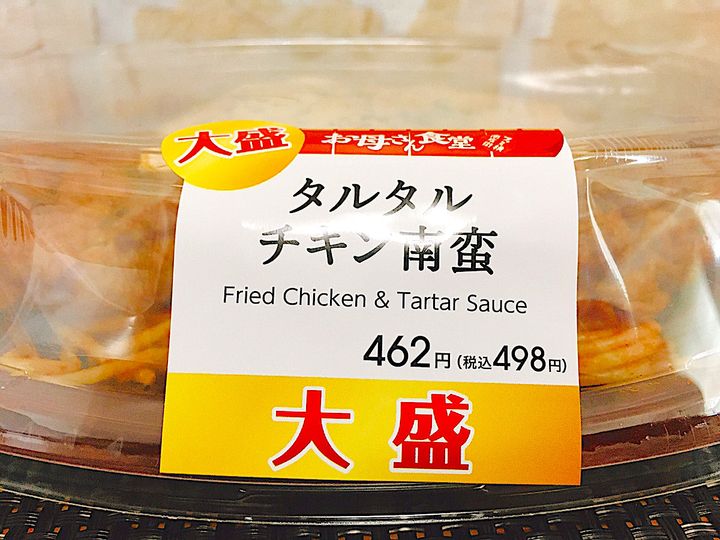 大盛
お母さん食堂
タルタル
チキン南蛮
Fried Chicken & Tartar Sauce
462円(税込498円)
大盛